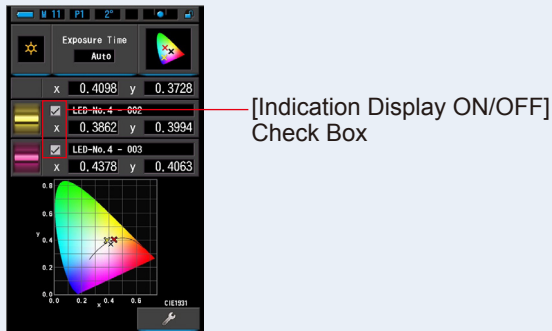 M 11 P1 2°
Exposure Time
Auto
x 0.4098 y 0.3728
LED-No.4 - 002
x 0.3862 y 0.3994
LED-No.4 - 003
x 0.4378 y 0.4063
[Indication Display ON/OFF]
Check Box
0.8
0.6
y 0.4
0.2
0.0
0.0 0.2 x 0.4 0.6 CIE1931